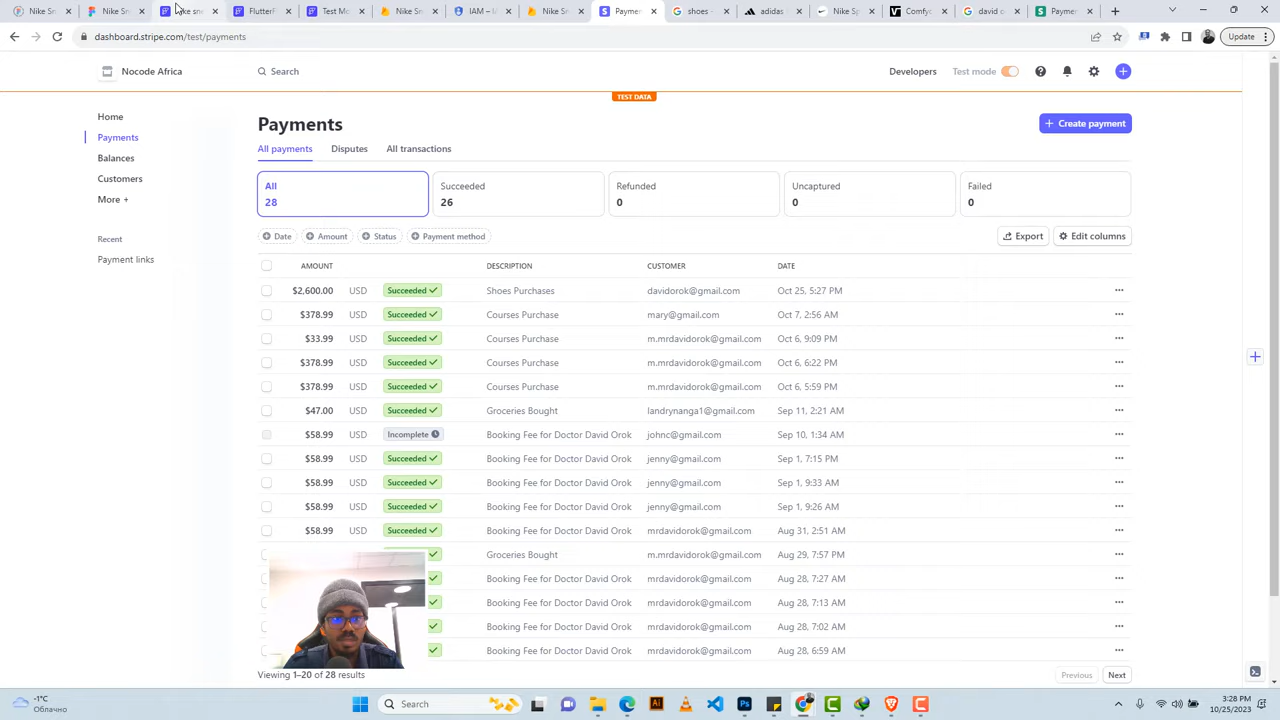 Nike Sn
Nike Sn
Nike sne
FlutterF
Test Mo
Nike Sn
IAM – I
Nike Sn
Payment
shoes –
adidas
Comfy
david o
Test ca
dashboard.stripe.com/test/payments
Update
Nocode Africa
Search
Developers
Test mode
TEST DATA
Home
Payments
Balances
Customers
More +
Recent
Payment links
Payments
Create payment
All payments
Disputes
All transactions
All
28
Succeeded
26
Refunded
0
Uncaptured
0
Failed
0
Date
Amount
Status
Payment method
Export
Edit columns
AMOUNT DESCRIPTION CUSTOMER DATE
$2,600.00 USD Succeeded Shoes Purchases davidorok@gmail.com Oct 25, 5:27 PM
$378.99 USD Succeeded Courses Purchase mary@gmail.com Oct 7, 2:56 AM
$33.99 USD Succeeded Courses Purchase m.mrdavidorok@gmail.com Oct 6, 9:09 PM
$378.99 USD Succeeded Courses Purchase m.mrdavidorok@gmail.com Oct 6, 6:22 PM
$378.99 USD Succeeded Courses Purchase m.mrdavidorok@gmail.com Oct 6, 5:59 PM
$47.00 USD Succeeded Groceries Bought landrynanga1@gmail.com Sep 11, 2:21 AM
$58.99 USD Incomplete Booking Fee for Doctor David Orok johnc@gmail.com Sep 10, 1:34 AM
$58.99 USD Succeeded Booking Fee for Doctor David Orok jenny@gmail.com Sep 1, 7:15 PM
$58.99 USD Succeeded Booking Fee for Doctor David Orok jenny@gmail.com Sep 1, 9:33 AM
$58.99 USD Succeeded Booking Fee for Doctor David Orok jenny@gmail.com Sep 1, 9:26 AM
$58.99 USD Succeeded Booking Fee for Doctor David Orok mrdavidorok@gmail.com Aug 31, 2:51 AM
Groceries Bought m.mrdavidorok@gmail.com Aug 29, 7:57 PM
Booking Fee for Doctor David Orok mrdavidorok@gmail.com Aug 28, 7:27 AM
Booking Fee for Doctor David Orok mrdavidorok@gmail.com Aug 28, 7:13 AM
Booking Fee for Doctor David Orok mrdavidorok@gmail.com Aug 28, 7:02 AM
Booking Fee for Doctor David Orok mrdavidorok@gmail.com Aug 28, 6:59 AM
Viewing 1–20 of 28 results
Previous
Next
-1°C
Облачно
Search
3:28 PM
10/25/2023